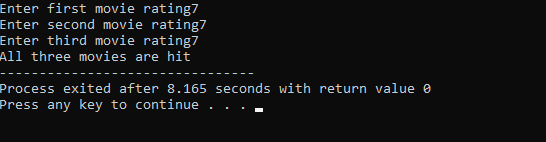 Enter first movie rating7
Enter second movie rating7
Enter third movie rating7
All three movies are hit
--------------------------------
Process exited after 8.165 seconds with return value 0
Press any key to continue . . .